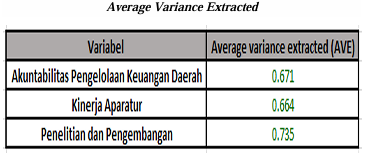 Average Variance Extracted
Variabel Average variance extracted (AVE)
Akuntabilitas Pengelolaan Keuangan Daerah 0.671
Kinerja Aparatur 0.664
Penelitian dan Pengembangan 0.735